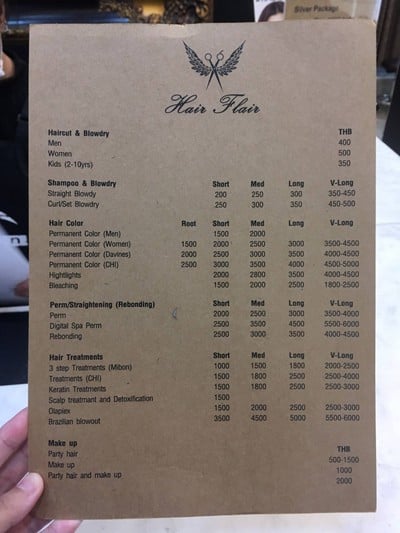 Silver Package
Hair Flair
Haircut & Blowdry THB
Men 400
Women 500
Kids (2-10yrs) 350
Shampoo & Blowdry Short Med Long V-Long
Straight Blowdy 200 250 300 350-450
Curl/Set Blowdry 250 300 350 450-500
Hair Color Root Short Med Long V-Long
Permanent Color (Men) 1500 2000
Permanent Color (Women) 1500 2000 2500 3000 3500-4500
Permanent Color (Davines) 2000 2500 3000 3500 4000-4500
Permanent Color (CHI) 2500 3000 3500 4000 4500-5000
Hightlights 2000 2800 3500 4000-4500
Bleaching 1500 2000 2500 1800-2500
Perm/Straightening (Rebonding) Short Med Long V-Long
Perm 2000 2500 3000 3500-4000
Digital Spa Perm 2500 3500 4500 5500-6000
Rebonding 2500 3000 3500 4000-4500
Hair Treatments Short Med Long V-Long
3 step Treatments (Mibon) 1000 1500 1800 2000-2500
Treatments (CHI) 1500 1800 2500 2500-4000
Keratin Treatments 1500 1800 2500 2500-3000
Scalp treatmant and Detoxification 1500
Olaplex 1500 2000 2500 2500-3000
Brazilian blowout 3500 4500 5000 5500-6000
Make up THB
Party hair 500-1500
Make up 1000
Party hair and make up 2000